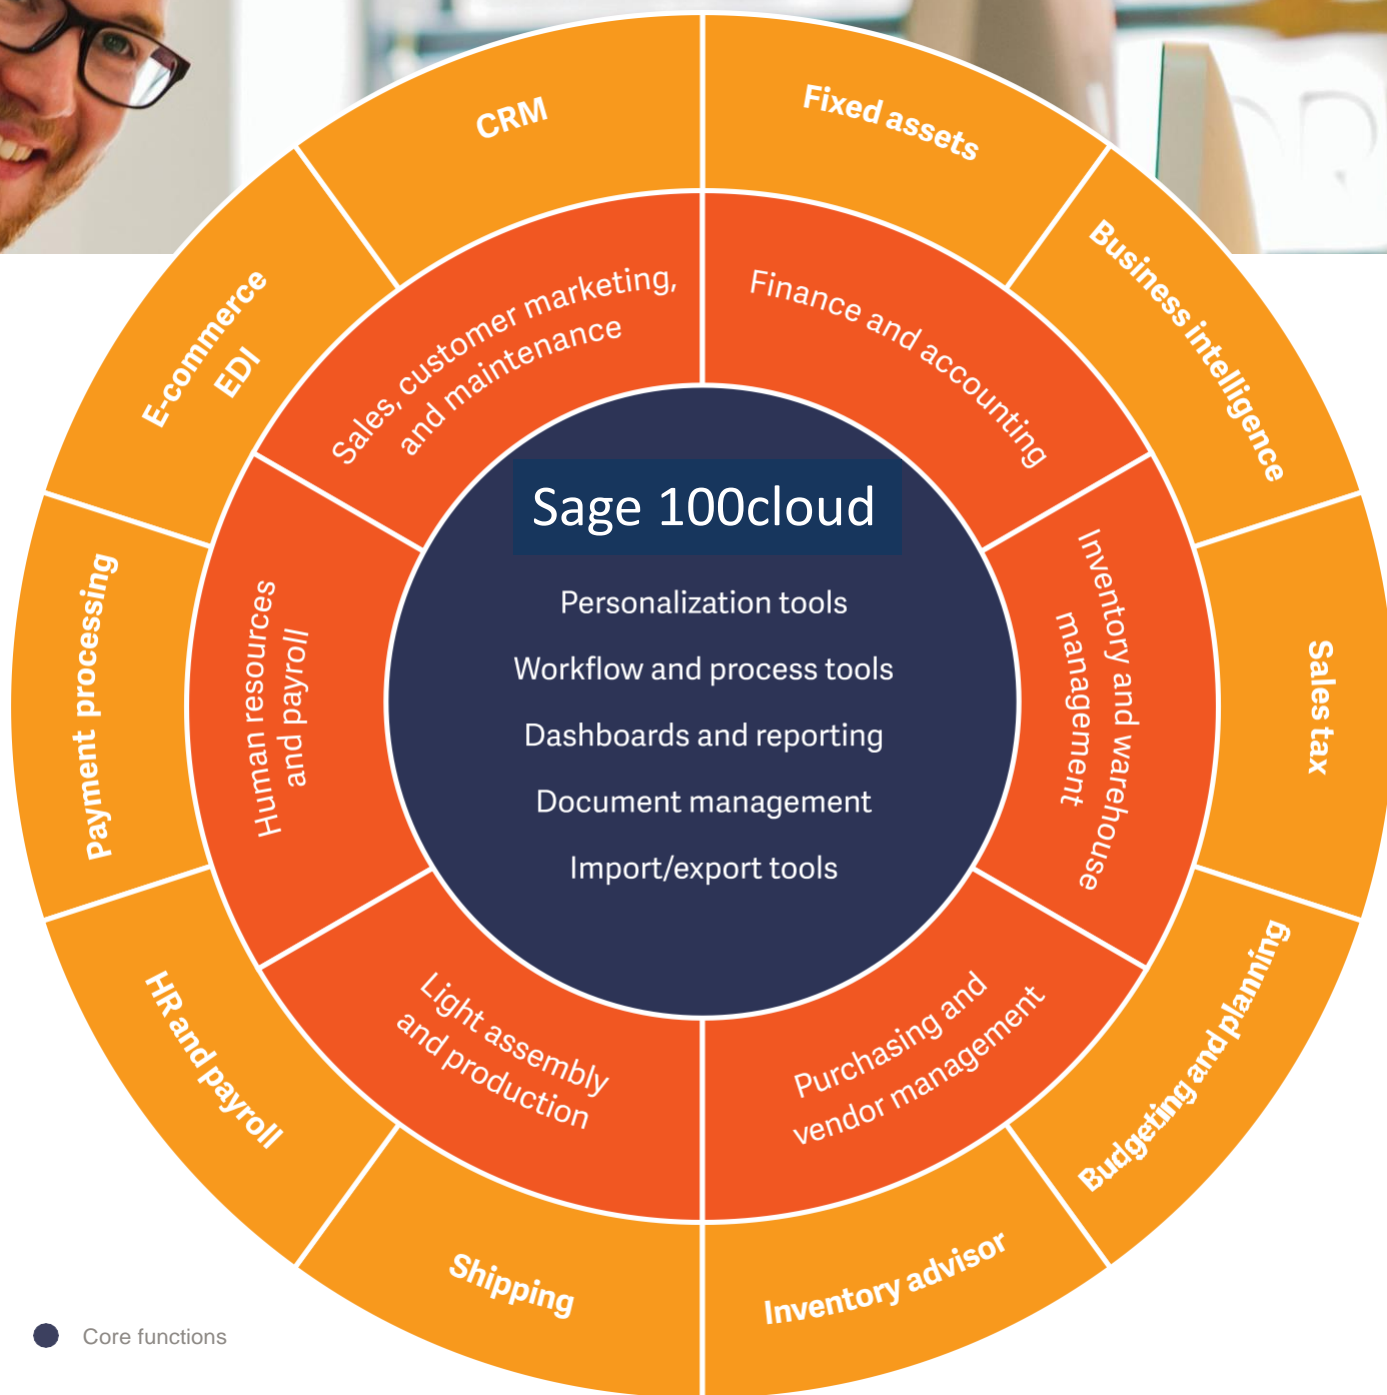 CRM
Fixed assets
Business intelligence
Sales tax
Budgeting and planning
Inventory advisor
Shipping
HR and payroll
Payment processing
E-commerce
EDI
Sales, customer marketing,
and maintenance
Finance and accounting
Inventory and warehouse
management
Purchasing and
vendor management
Light assembly
and production
Human resources
and payroll
Sage 100cloud
Personalization tools
Workflow and process tools
Dashboards and reporting
Document management
Import/export tools
Core functions